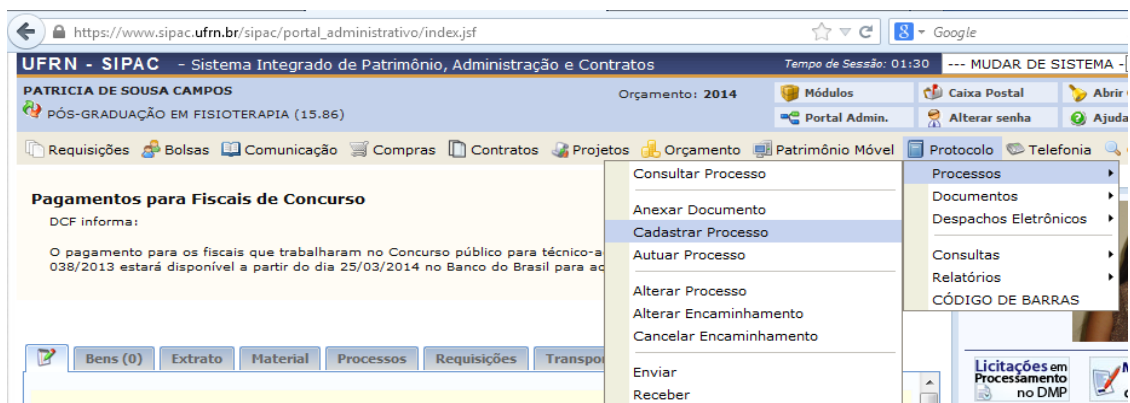 https://www.sipac.ufrn.br/sipac/portal_administrativo/index.jsf
Google
UFRN - SIPAC - Sistema Integrado de Patrimônio, Administração e Contratos
Tempo de Sessão: 01:30
--- MUDAR DE SISTEMA -
PATRICIA DE SOUSA CAMPOS
Orçamento: 2014
Módulos
Caixa Postal
Abrir
PÓS-GRADUAÇÃO EM FISIOTERAPIA (15.86)
Portal Admin.
Alterar senha
Ajuda
Requisições Bolsas Comunicação Compras Contratos Projetos Orçamento Patrimônio Móvel Protocolo Telefonia
Consultar Processo
Anexar Documento
Cadastrar Processo
Autuar Processo
Alterar Processo
Alterar Encaminhamento
Cancelar Encaminhamento
Enviar
Receber
Processos
Documentos
Despachos Eletrônicos
Consultas
Relatórios
CÓDIGO DE BARRAS
Pagamentos para Fiscais de Concurso
DCF informa:
O pagamento para os fiscais que trabalharam no Concurso público para técnico-a
038/2013 estará disponível a partir do dia 25/03/2014 no Banco do Brasil para
Bens (0) Extrato Material Processos Requisições Transpo
Licitações em
Processamento
no DMP